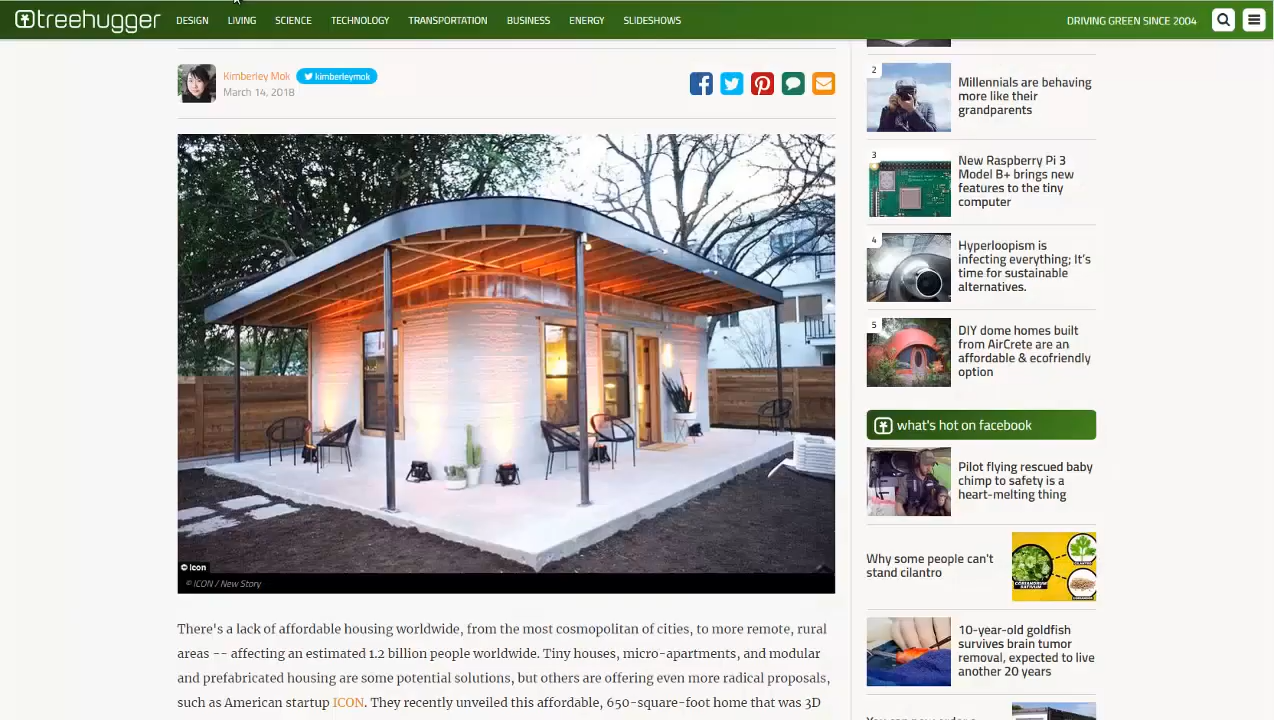 treehugger
DESIGN LIVING SCIENCE TECHNOLOGY TRANSPORTATION BUSINESS ENERGY SLIDESHOWS
DRIVING GREEN SINCE 2004
Kimberley Mok kimberleymok
March 14, 2018
© Icon
© ICON / New Story
There's a lack of affordable housing worldwide, from the most cosmopolitan of cities, to more remote, rural
areas -- affecting an estimated 1.2 billion people worldwide. Tiny houses, micro-apartments, and modular
and prefabricated housing are some potential solutions, but others are offering even more radical proposals,
such as American startup ICON. They recently unveiled this affordable, 650-square-foot home that was 3D
2
Millennials are behaving
more like their
grandparents
3
New Raspberry Pi 3
Model B+ brings new
features to the tiny
computer
4
Hyperloopism is
infecting everything; It's
time for sustainable
alternatives.
5
DIY dome homes built
from AirCrete are an
affordable & ecofriendly
option
what's hot on facebook
Pilot flying rescued baby
chimp to safety is a
heart-melting thing
Why some people can't
stand cilantro
10-year-old goldfish
survives brain tumor
removal, expected to live
another 20 years